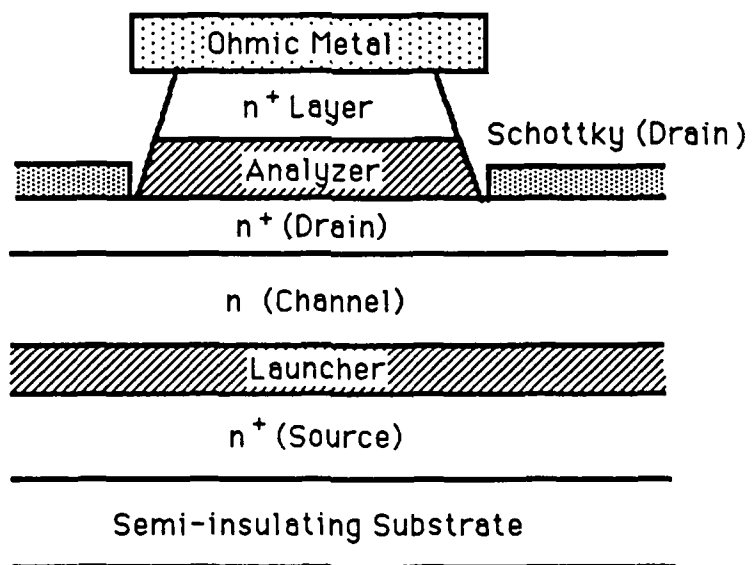 Ohmic Metal
n⁺ Layer
Schottky (Drain)
Analyzer
n⁺ (Drain)
n (Channel)
Launcher
n⁺ (Source)
Semi-insulating Substrate